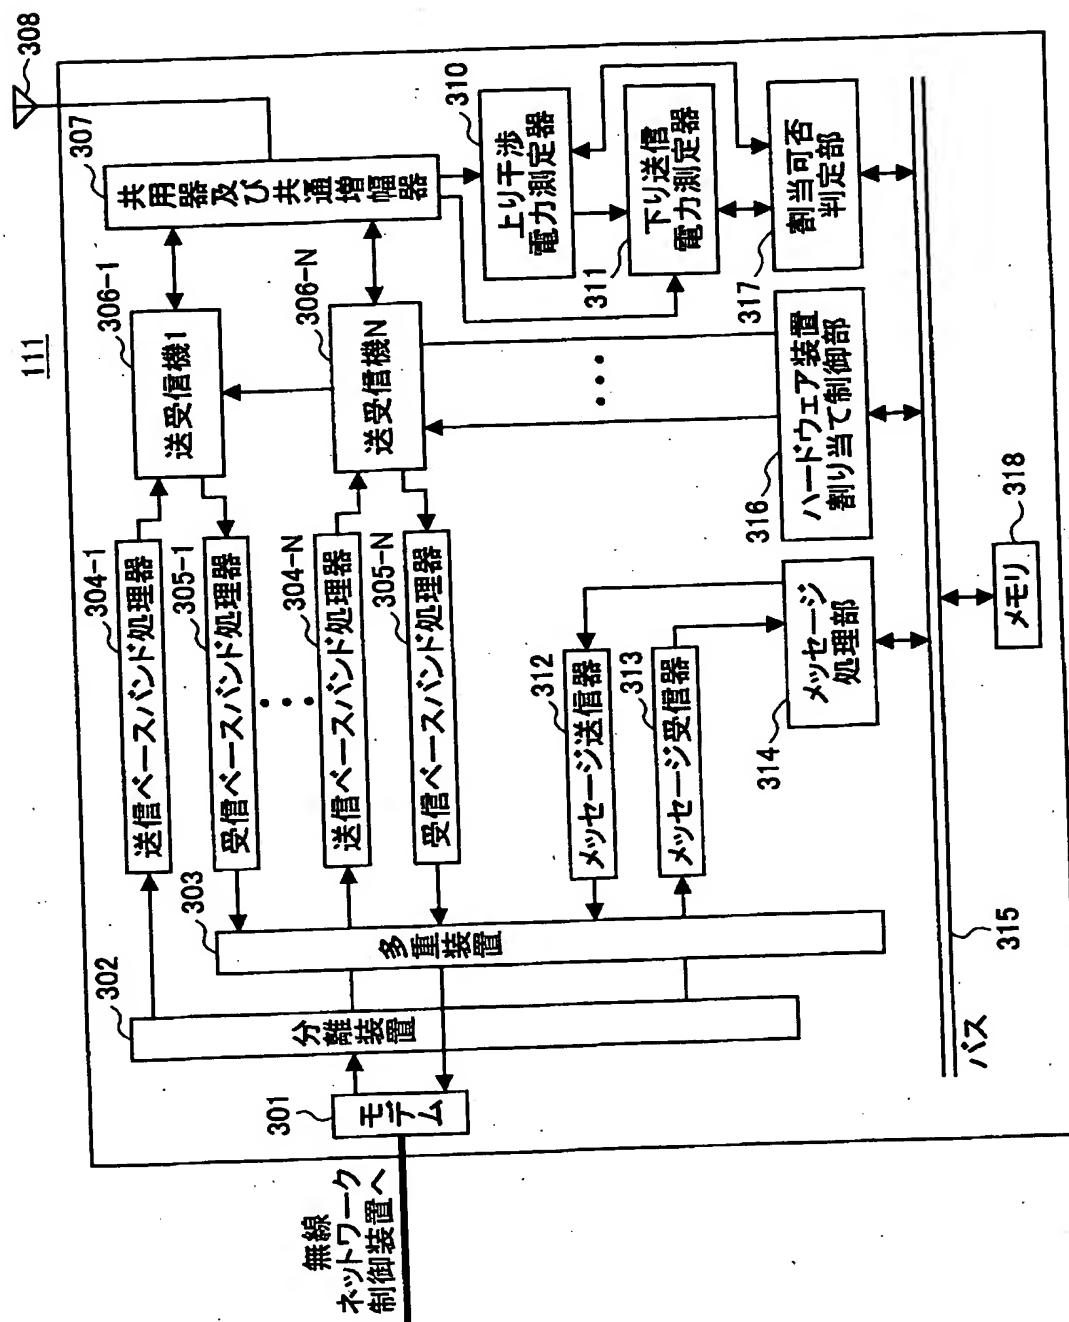 111
308
307
共用器及び共通増幅器
306-1
送受信機1
306-N
送受信機N
310
上り干渉
電力測定器
311
下り送信
電力測定器
317
割当可否
判定部
304-1
送信ベースバンド処理器
305-1
受信ベースバンド処理器
304-N
送信ベースバンド処理器
305-N
受信ベースバンド処理器
316
ハードウェア装置
割り当て制御部
312
メッセージ送信器
313
メッセージ受信器
314
メッセージ
処理部
318
メモリ
303
多重装置
302
分離装置
301
モデム
315
バス
無線
ネットワーク
制御装置へ